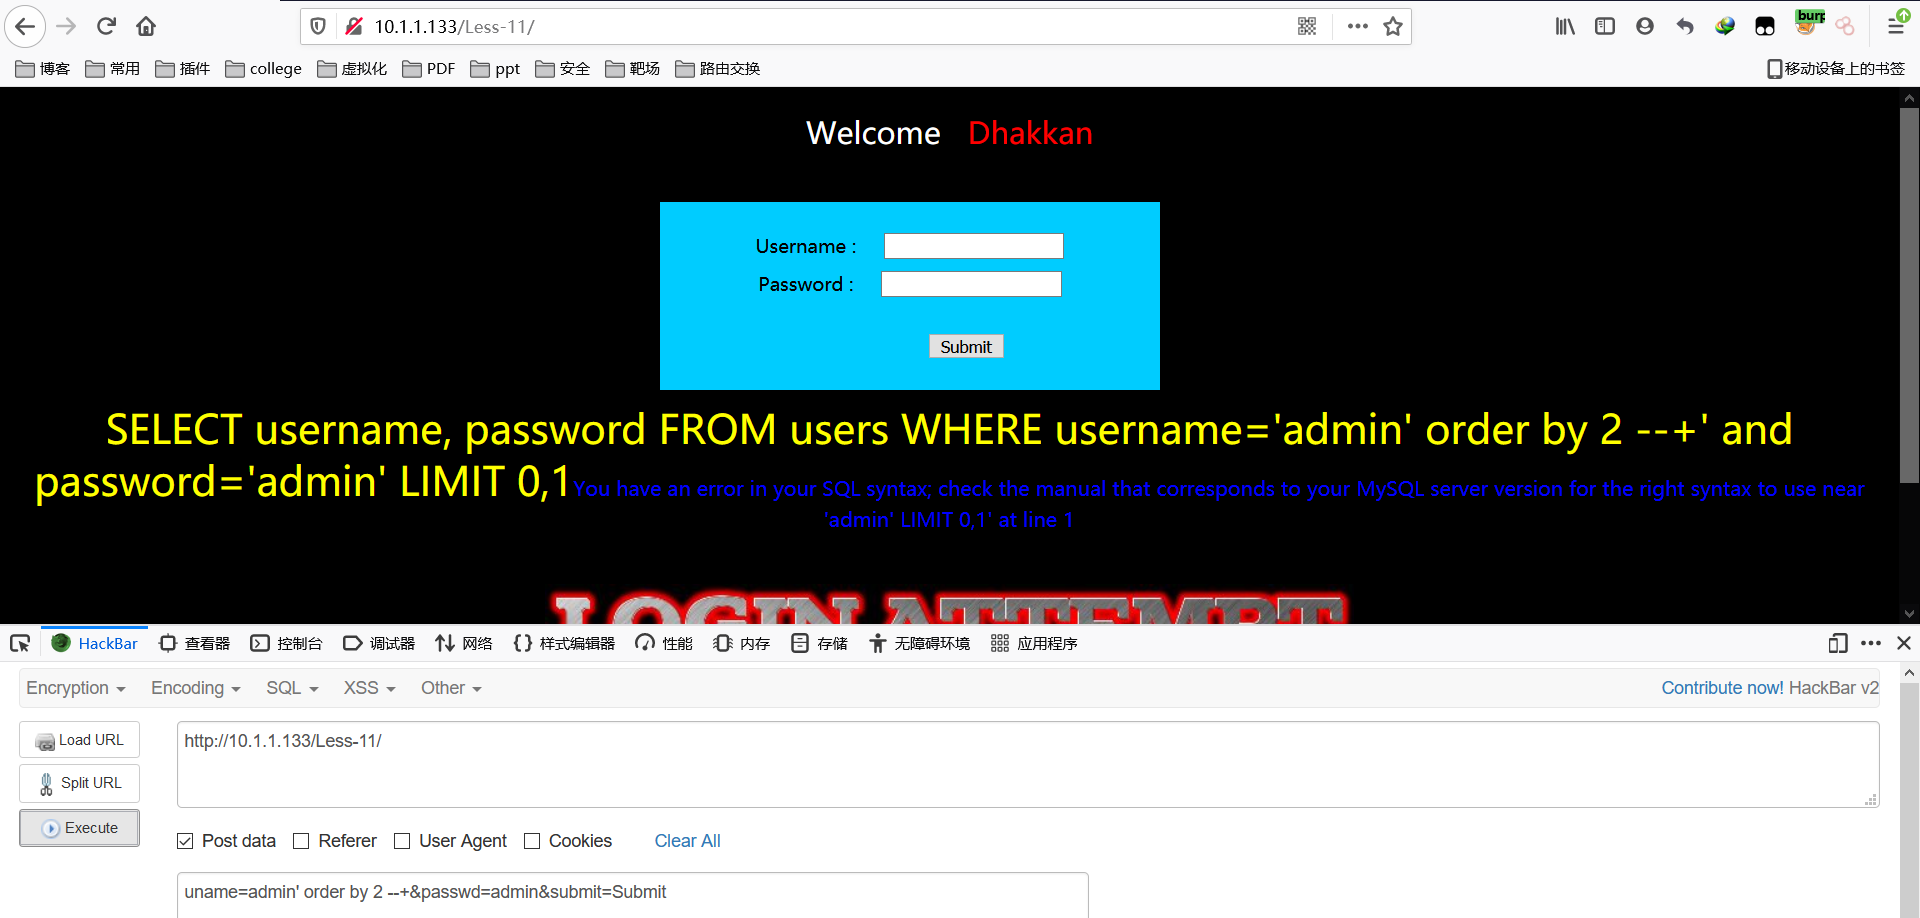 10.1.1.133/Less-11/
burp
博客 常用 插件 college 虚拟化 PDF ppt 安全 靶场 路由交换 移动设备上的书签
Welcome Dhakkan
Username :
Password :
Submit
SELECT username, password FROM users WHERE username='admin' order by 2 --+' and
password='admin' LIMIT 0,1You have an error in your SQL syntax; check the manual that corresponds to your MySQL server version for the right syntax to use near
'admin' LIMIT 0,1' at line 1
LOGIN ATTEMPT
HackBar 查看器 控制台 调试器 网络 样式编辑器 性能 内存 存储 无障碍环境 应用程序
Encryption Encoding SQL XSS Other Contribute now! HackBar v2
Load URL http://10.1.1.133/Less-11/
Split URL
Execute
Post data Referer User Agent Cookies Clear All
uname=admin' order by 2 --+&passwd=admin&submit=Submit